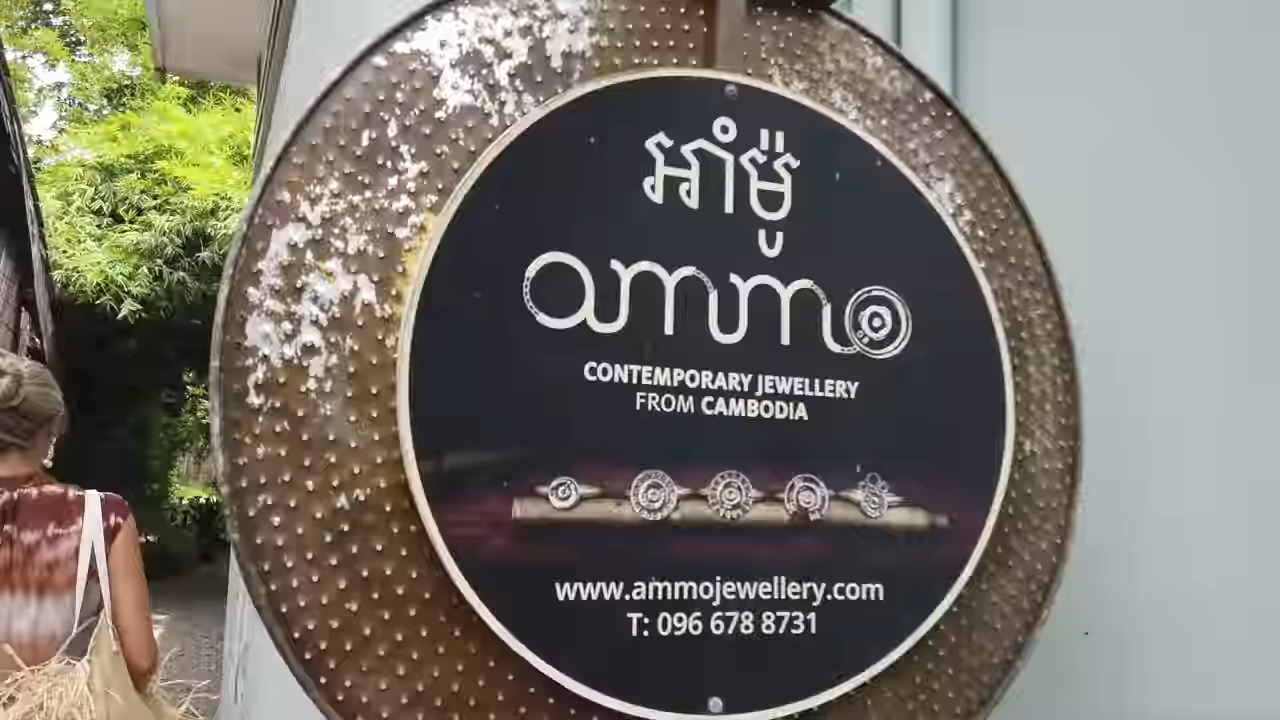 អាំម៉ូ
ammo
CONTEMPORARY JEWELLERY
FROM CAMBODIA
www.ammojewellery.com
T: 096 678 8731